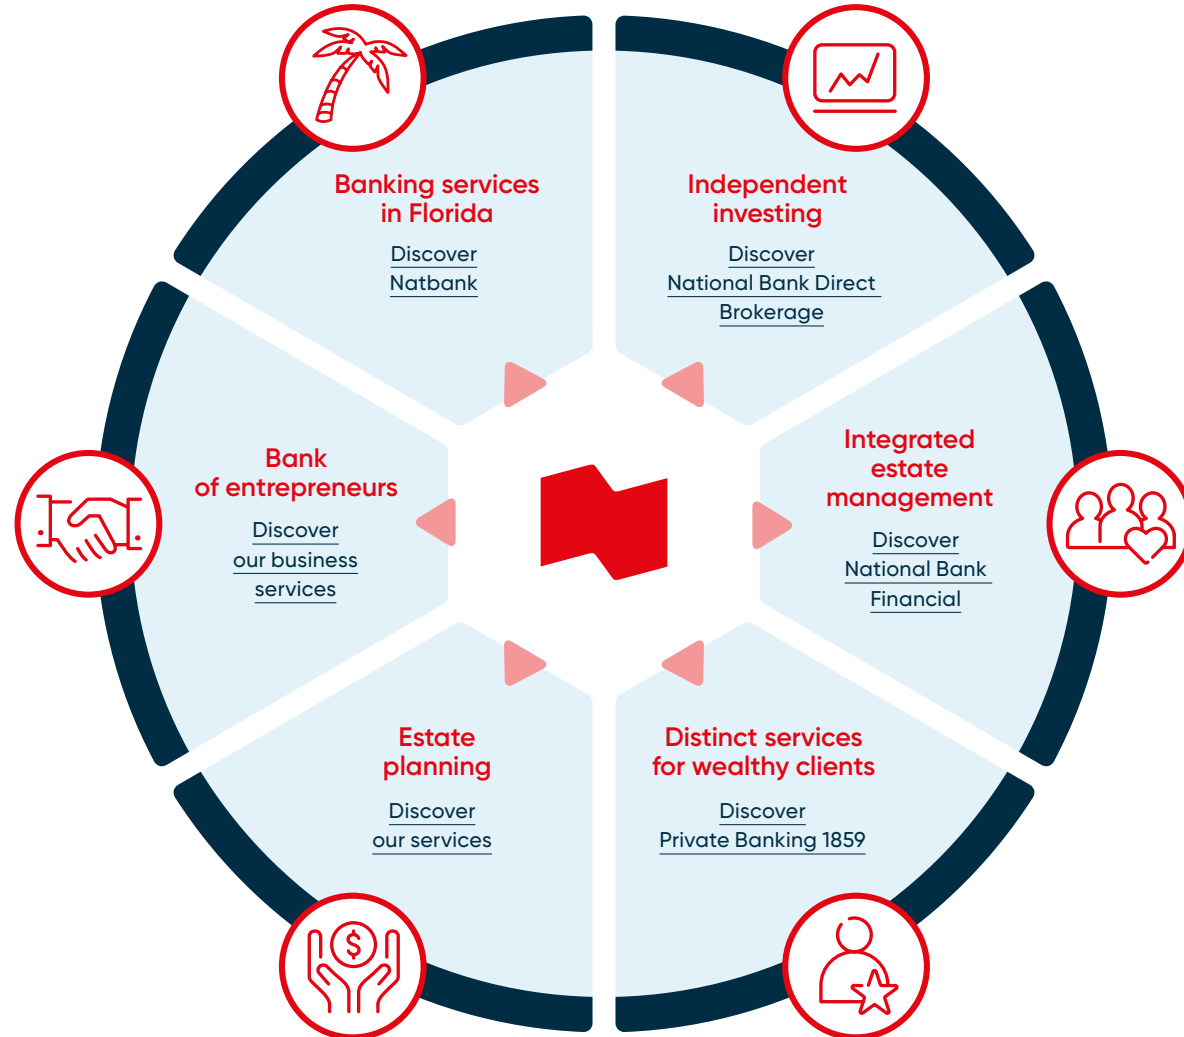 Banking services
in Florida
Discover
Natbank
Independent
investing
Discover
National Bank Direct
Brokerage
Bank
of entrepreneurs
Discover
our business
services
Integrated
estate
management
Discover
National Bank
Financial
Estate
planning
Discover
our services
Distinct services
for wealthy clients
Discover
Private Banking 1859
$